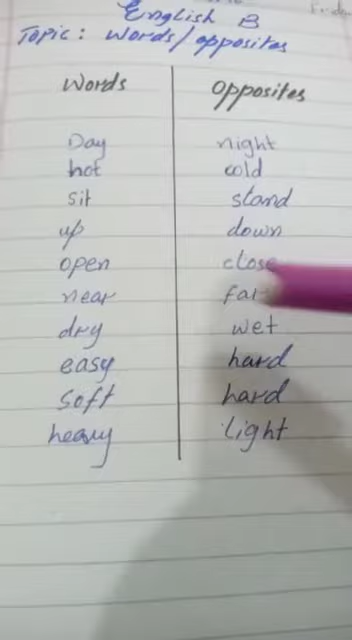 English B
Topic: words/opposites
Words opposites
Day night
hot cold
sit stand
up down
open close
near far
dry wet
easy hard
soft hard
heavy light